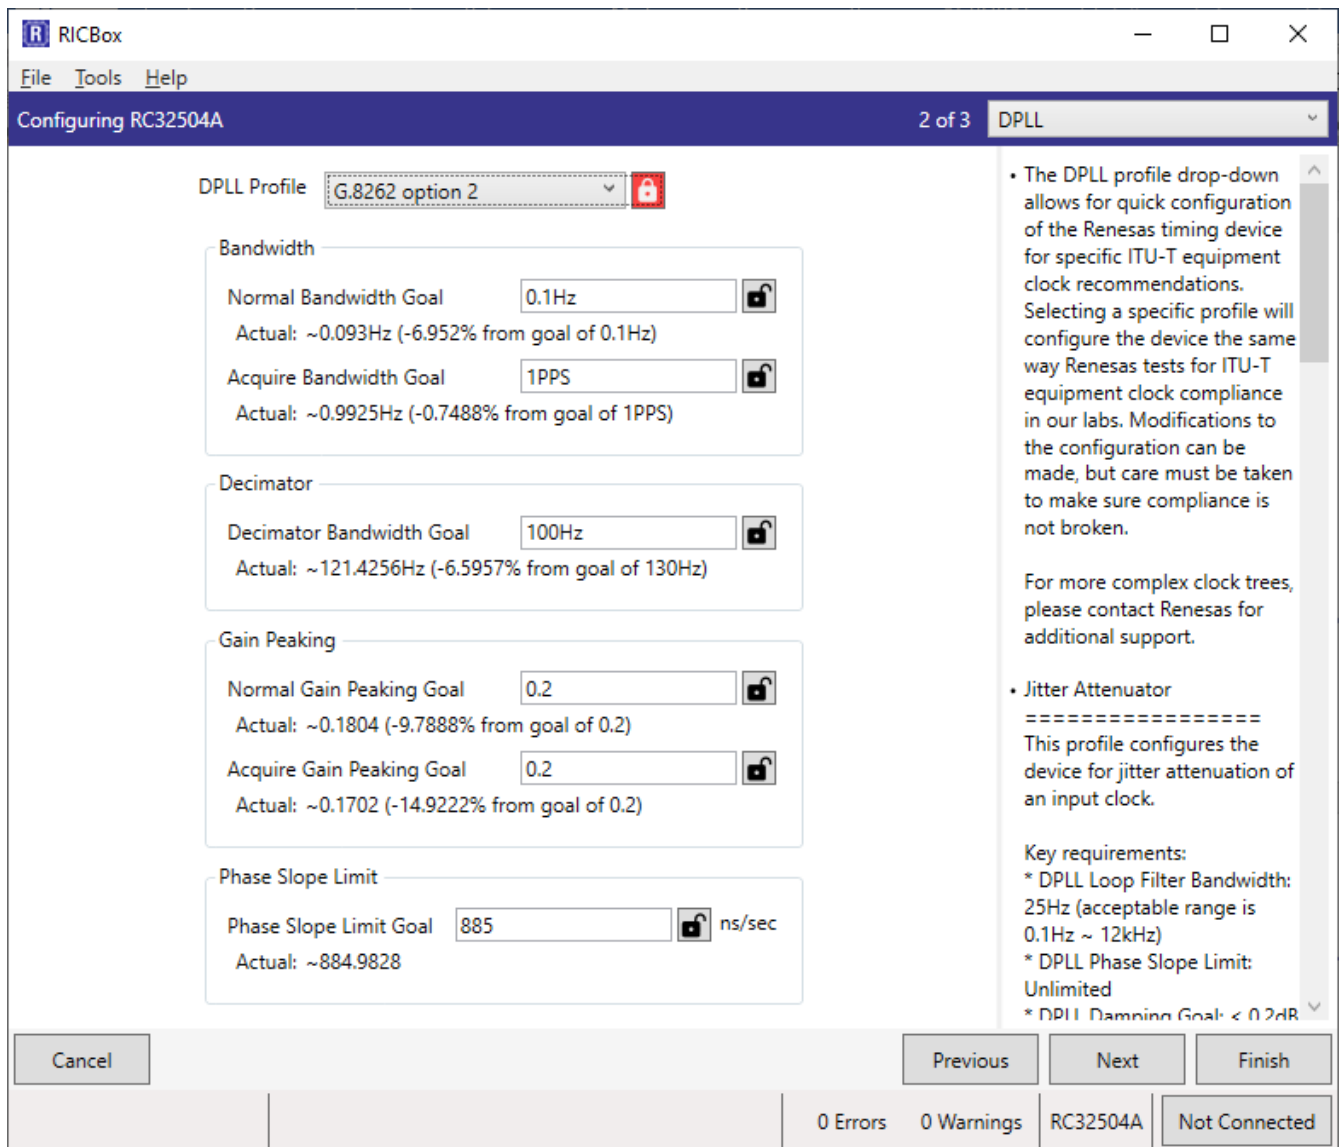 RICBox
File Tools Help
Configuring RC32504A
2 of 3
DPLL
DPLL Profile
G.8262 option 2
Bandwidth
Normal Bandwidth Goal 0.1Hz
Actual: ~0.093Hz (-6.952% from goal of 0.1Hz)
Acquire Bandwidth Goal 1PPS
Actual: ~0.9925Hz (-0.7488% from goal of 1PPS)
Decimator
Decimator Bandwidth Goal 100Hz
Actual: ~121.4256Hz (-6.5957% from goal of 130Hz)
Gain Peaking
Normal Gain Peaking Goal 0.2
Actual: ~0.1804 (-9.7888% from goal of 0.2)
Acquire Gain Peaking Goal 0.2
Actual: ~0.1702 (-14.9222% from goal of 0.2)
Phase Slope Limit
Phase Slope Limit Goal 885 ns/sec
Actual: ~884.9828
• The DPLL profile drop-down
allows for quick configuration
of the Renesas timing device
for specific ITU-T equipment
clock recommendations.
Selecting a specific profile will
configure the device the same
way Renesas tests for ITU-T
equipment clock compliance
in our labs. Modifications to
the configuration can be
made, but care must be taken
to make sure compliance is
not broken.
For more complex clock trees,
please contact Renesas for
additional support.
• Jitter Attenuator
=================
This profile configures the
device for jitter attenuation of
an input clock.
Key requirements:
* DPLL Loop Filter Bandwidth:
25Hz (acceptable range is
0.1Hz ~ 12kHz)
* DPLL Phase Slope Limit:
Unlimited
* DPLL Damping Goal: < 0.2dB
Cancel
Previous
Next
Finish
0 Errors
0 Warnings
RC32504A
Not Connected